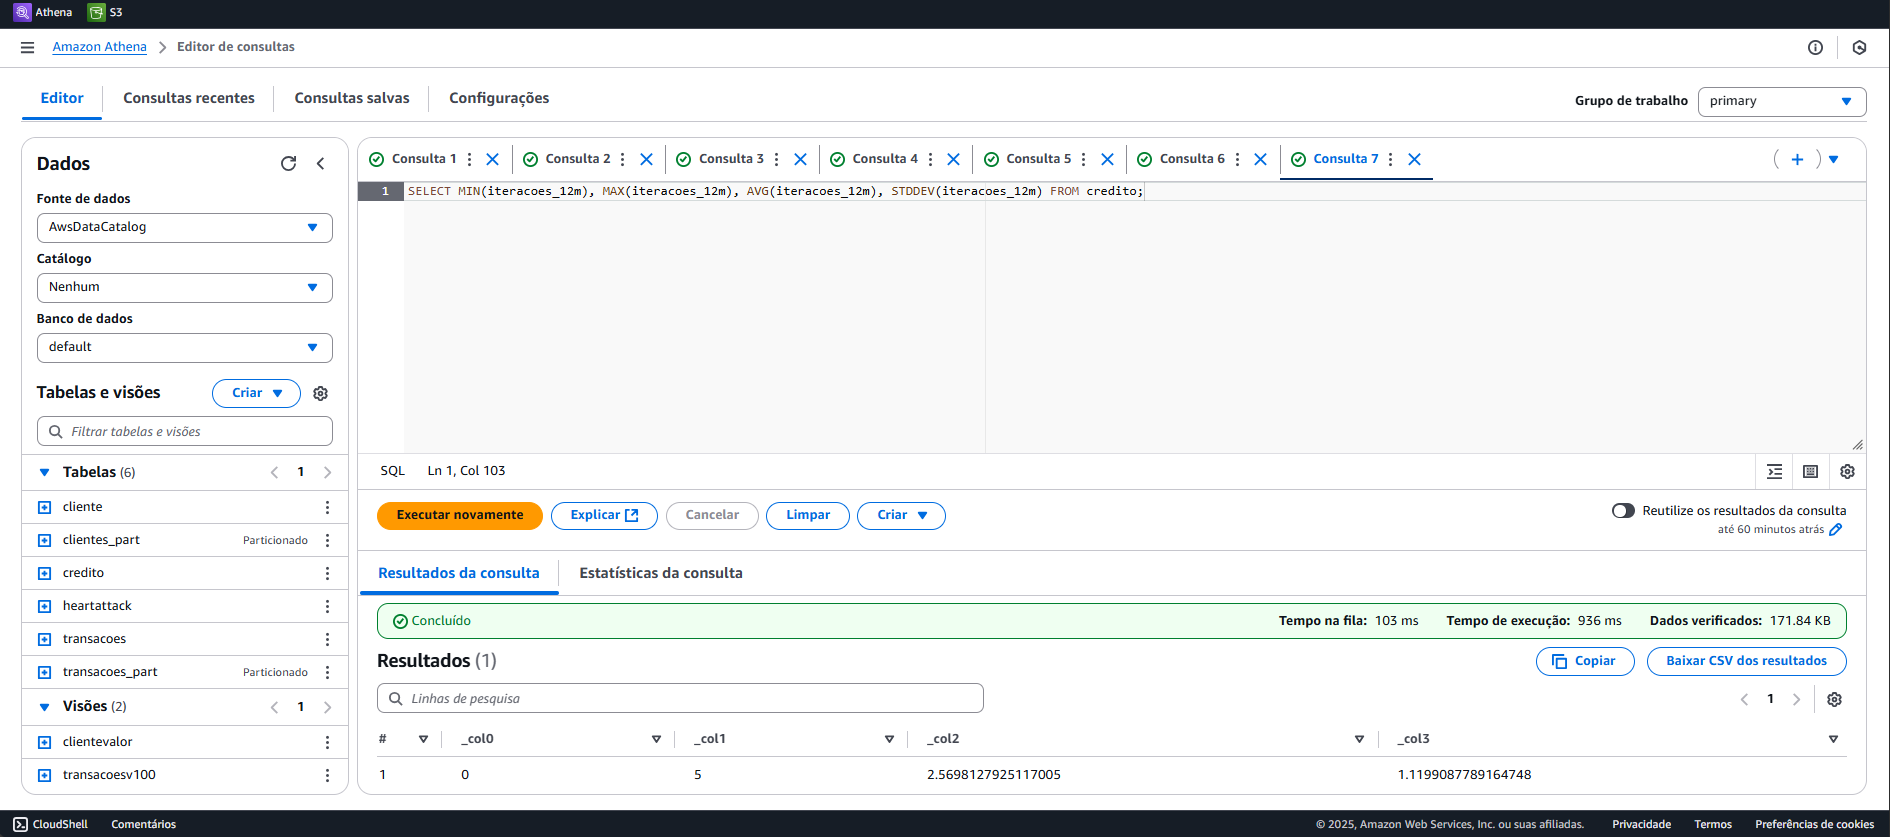 Athena S3
Amazon Athena Editor de consultas
Editor Consultas recentes Consultas salvas Configurações
Grupo de trabalho primary
Dados
Fonte de dados
AwsDataCatalog
Catálogo
Nenhum
Banco de dados
default
Tabelas e visões Criar
Filtrar tabelas e visões
Tabelas (6) 1
cliente
clientes_part Particionado
credito
heartattack
transacoes
transacoes_part Particionado
Visões (2) 1
clientevalor
transacoesv100
Consulta 1 Consulta 2 Consulta 3 Consulta 4 Consulta 5 Consulta 6 Consulta 7
1 SELECT MIN(iteracoes_12m), MAX(iteracoes_12m), AVG(iteracoes_12m), STDDEV(iteracoes_12m) FROM credito;
SQL Ln 1, Col 103
Executar novamente Explicar Cancelar Limpar Criar
Reutilize os resultados da consulta
até 60 minutos atrás
Resultados da consulta Estatísticas da consulta
Concluído Tempo na fila: 103 ms Tempo de execução: 936 ms Dados verificados: 171.84 KB
Resultados (1) Copiar Baixar CSV dos resultados
Linhas de pesquisa 1
# _col0 _col1 _col2 _col3
1 0 5 2.5698127925117005 1.1199087789164748
CloudShell Comentários © 2025, Amazon Web Services, Inc. ou suas afiliadas. Privacidade Termos Preferências de cookies